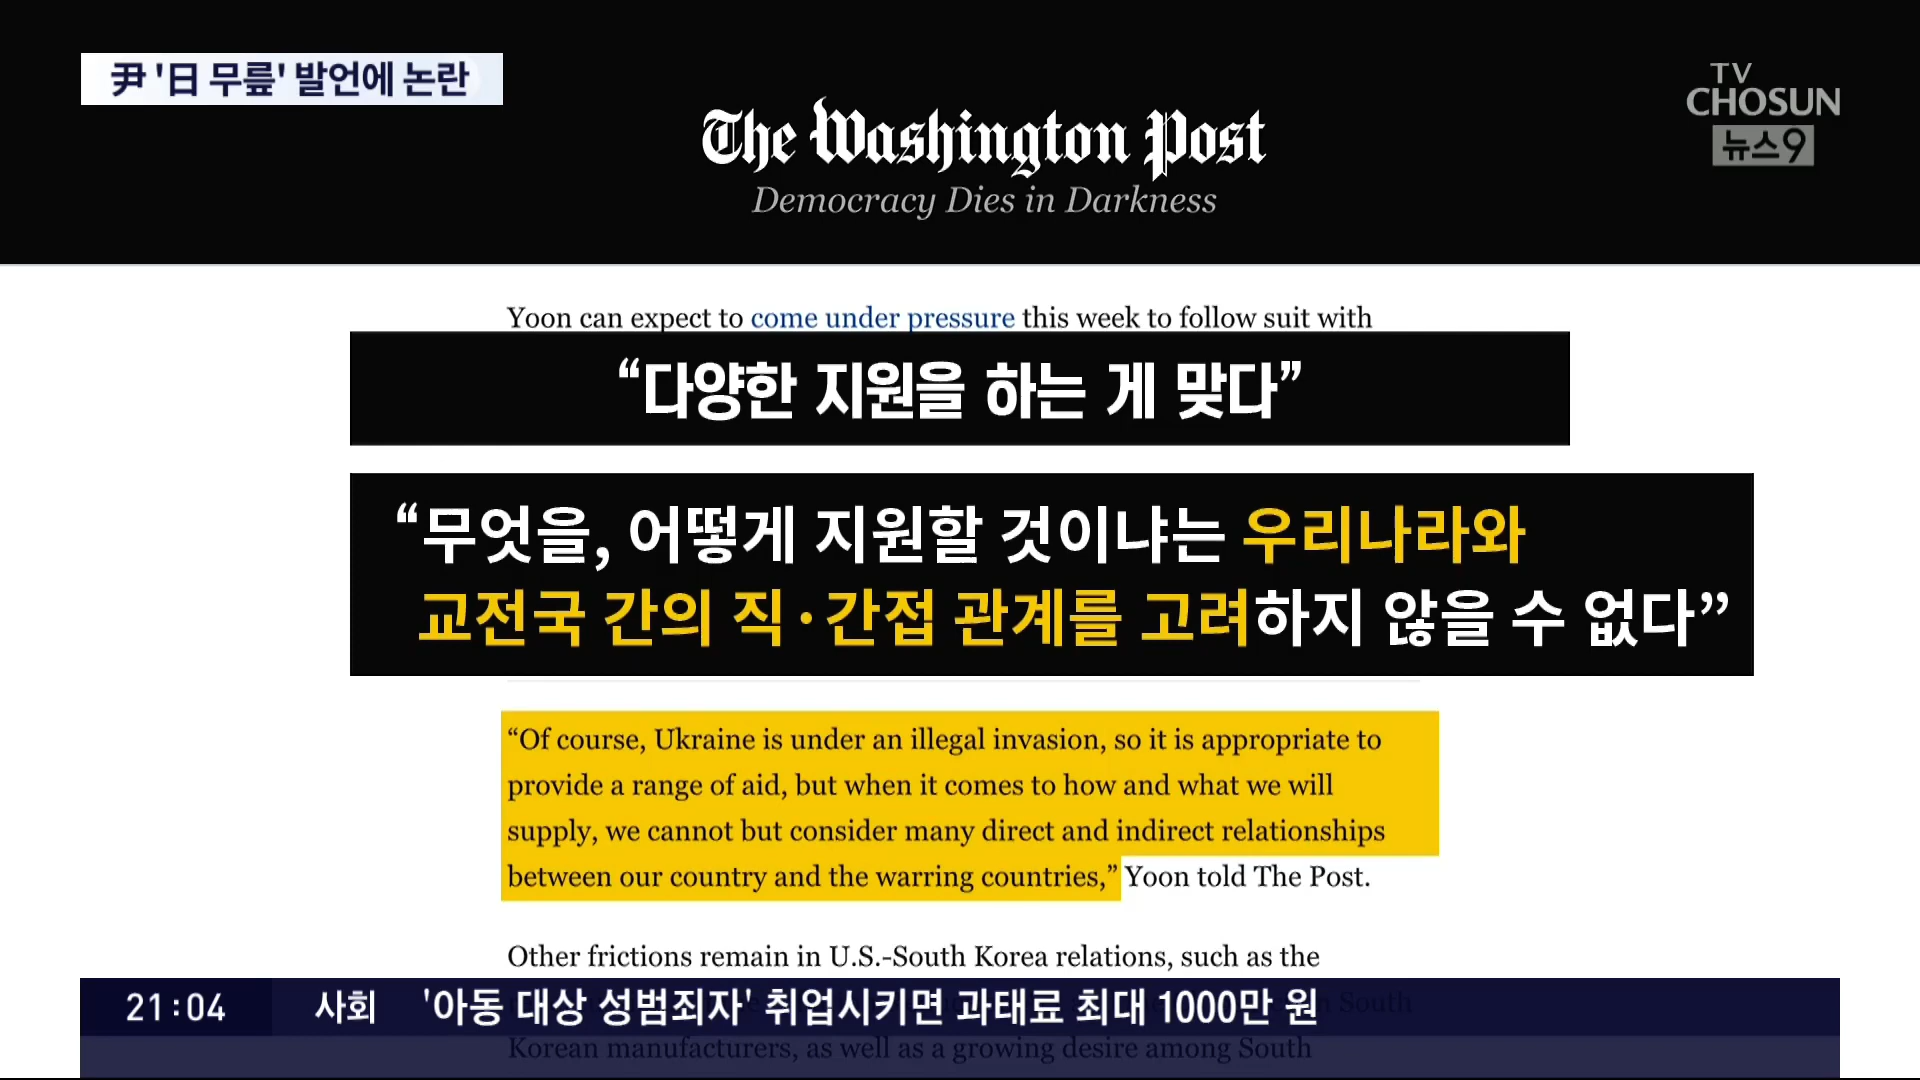 尹 '日 무릎' 발언에 논란
TV
CHOSUN
뉴스9
The Washington Post
Democracy Dies in Darkness
Yoon can expect to come under pressure this week to follow suit with
“다양한 지원을 하는 게 맞다”
“무엇을, 어떻게 지원할 것이냐는 우리나라와
교전국 간의 직·간접 관계를 고려하지 않을 수 없다”
“Of course, Ukraine is under an illegal invasion, so it is appropriate to
provide a range of aid, but when it comes to how and what we will
supply, we cannot but consider many direct and indirect relationships
between our country and the warring countries,” Yoon told The Post.
Other frictions remain in U.S.-South Korea relations, such as the
21:04 사회 '아동 대상 성범죄자' 취업시키면 과태료 최대 1000만 원
South
Korean manufacturers, as well as a growing desire among South